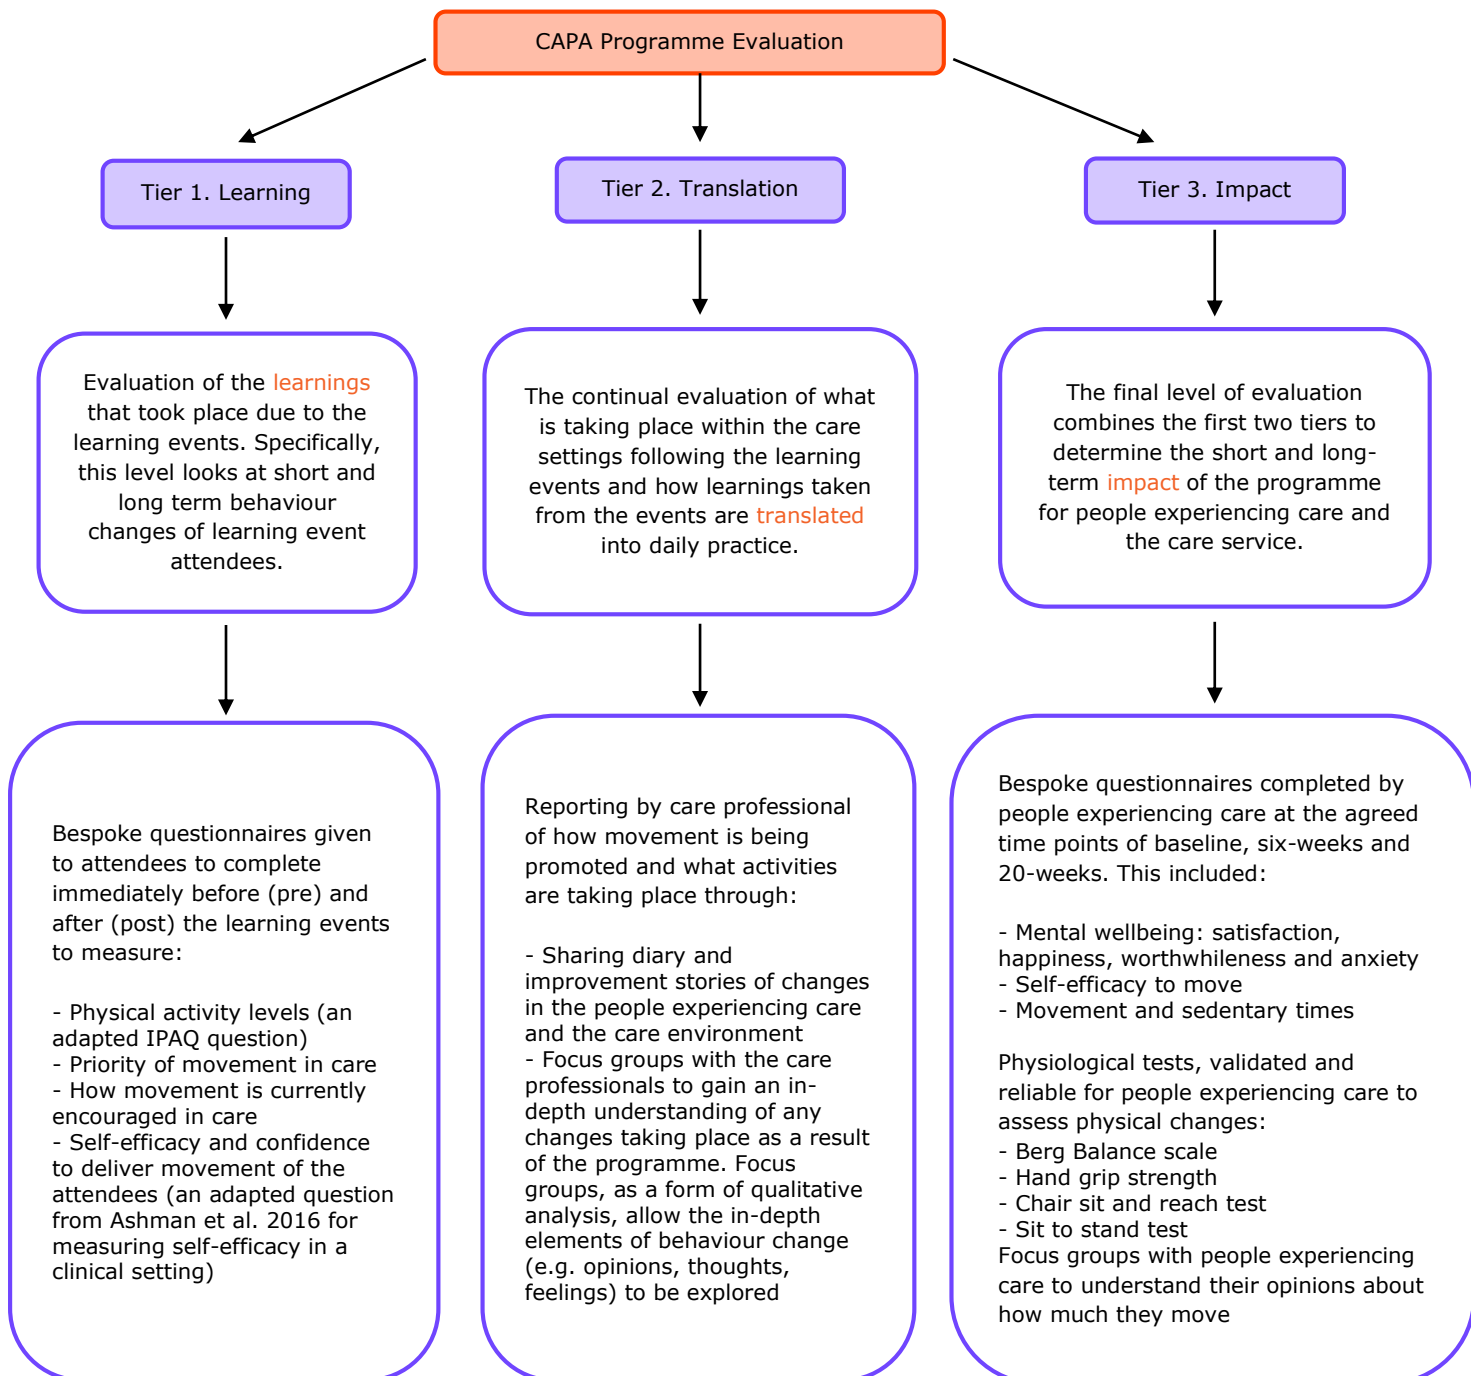 CAPA Programme Evaluation
Tier 1. Learning
Tier 2. Translation
Tier 3. Impact
Evaluation of the learnings
that took place due to the
learning events. Specifically,
this level looks at short and
long term behaviour
changes of learning event
attendees.
The continual evaluation of what
is taking place within the care
settings following the learning
events and how learnings taken
from the events are translated
into daily practice.
The final level of evaluation
combines the first two tiers to
determine the short and long-
term impact of the programme
for people experiencing care and
the care service.
Bespoke questionnaires given
to attendees to complete
immediately before (pre) and
after (post) the learning events
to measure:
- Physical activity levels (an
adapted IPAQ question)
- Priority of movement in care
- How movement is currently
encouraged in care
- Self-efficacy and confidence
to deliver movement of the
attendees (an adapted question
from Ashman et al. 2016 for
measuring self-efficacy in a
clinical setting)
Reporting by care professional
of how movement is being
promoted and what activities
are taking place through:
- Sharing diary and
improvement stories of changes
in the people experiencing care
and the care environment
- Focus groups with the care
professionals to gain an in-
depth understanding of any
changes taking place as a result
of the programme. Focus
groups, as a form of qualitative
analysis, allow the in-depth
elements of behaviour change
(e.g. opinions, thoughts,
feelings) to be explored
Bespoke questionnaires completed by
people experiencing care at the agreed
time points of baseline, six-weeks and
20-weeks. This included:
- Mental wellbeing: satisfaction,
happiness, worthwhileness and anxiety
- Self-efficacy to move
- Movement and sedentary times
Physiological tests, validated and
reliable for people experiencing care to
assess physical changes:
- Berg Balance scale
- Hand grip strength
- Chair sit and reach test
- Sit to stand test
Focus groups with people experiencing
care to understand their opinions about
how much they move